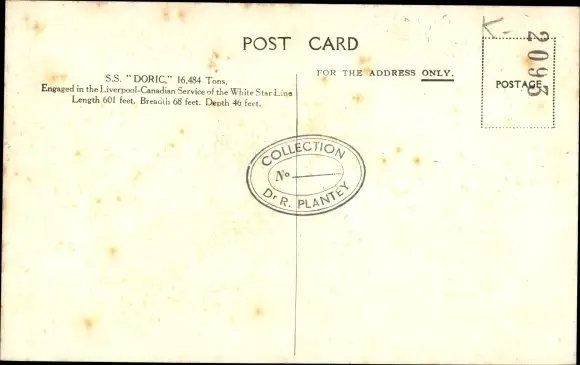 POST CARD
S.S. "DORIC," 16,484 Tons,
Engaged in the Liverpool-Canadian Service of the White Star Line
Length 601 feet. Breadth 68 feet. Depth 46 feet.
FOR THE ADDRESS ONLY.
K-
2093
POSTAGE
COLLECTION
No
Dr R. PLANTEY